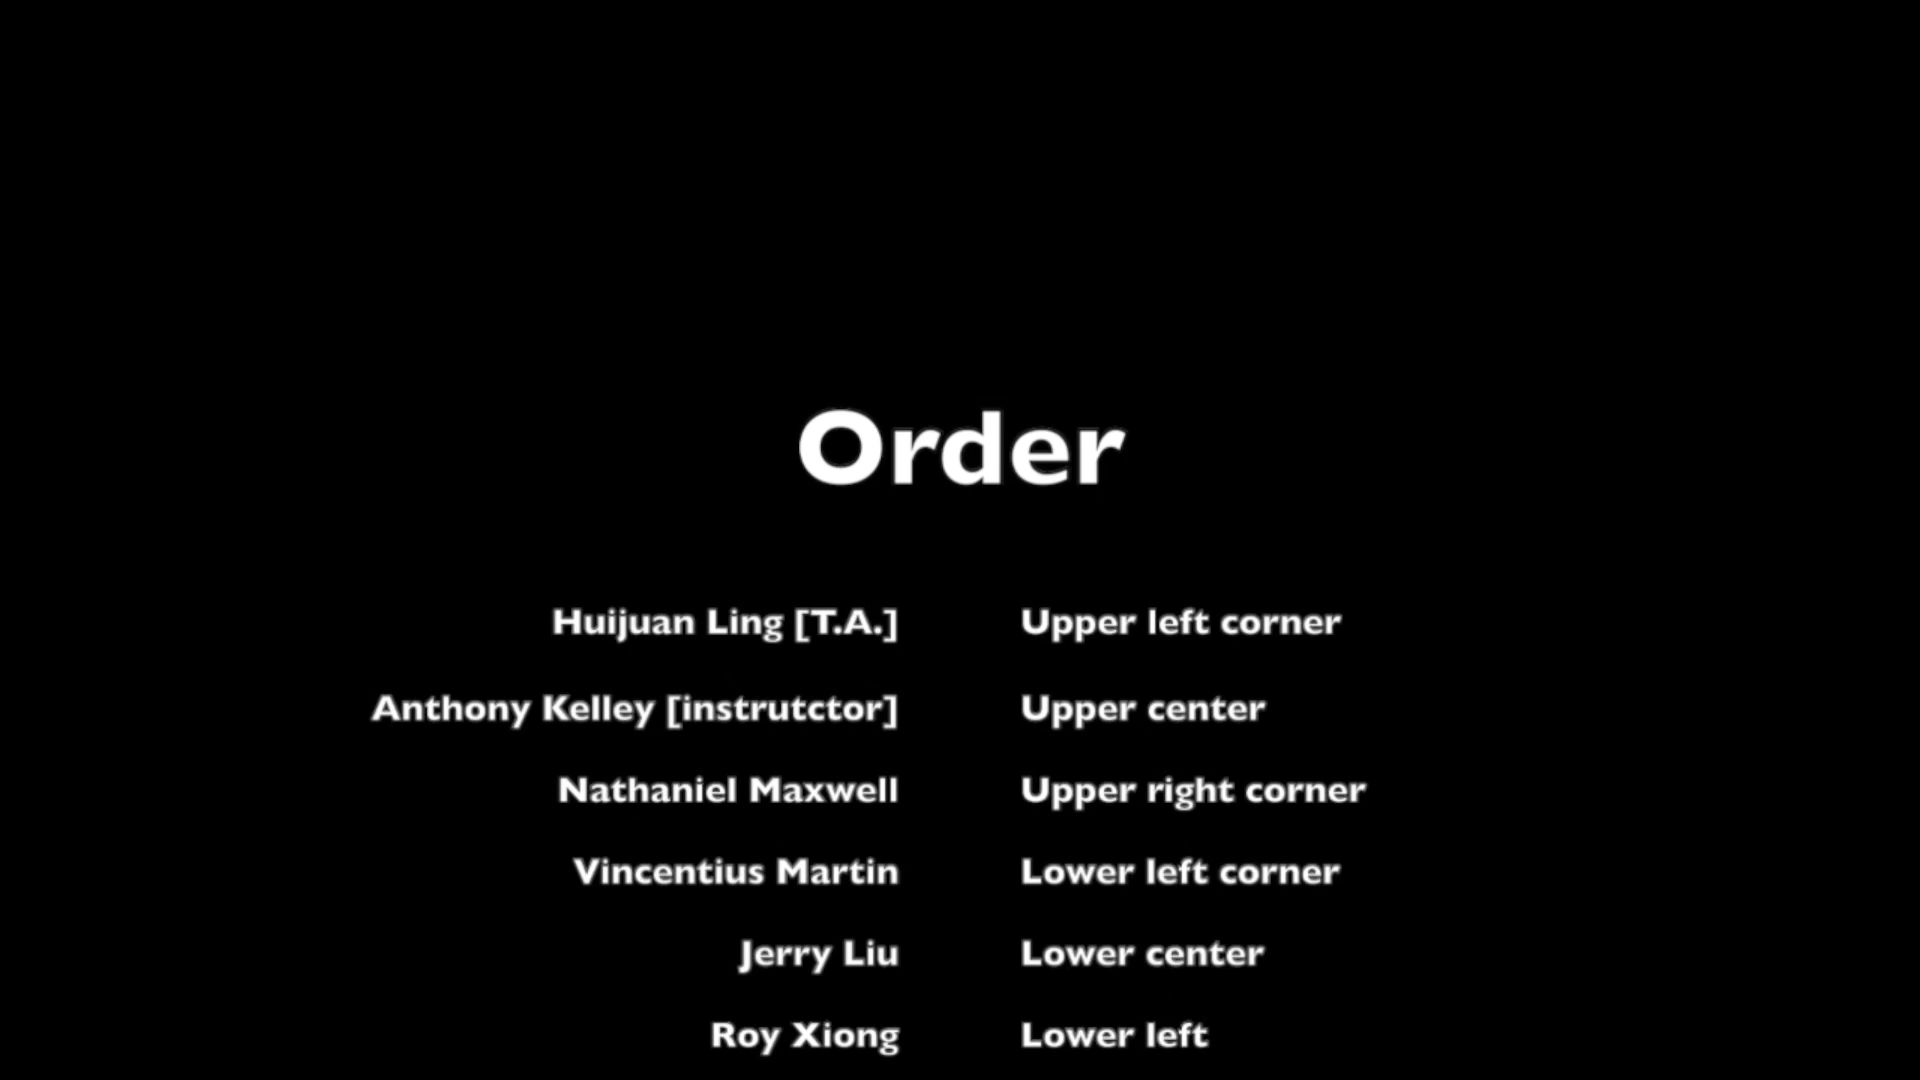 Order
Huijuan Ling [T.A.] Upper left corner
Anthony Kelley [instrutctor] Upper center
Nathaniel Maxwell Upper right corner
Vincentius Martin Lower left corner
Jerry Liu Lower center
Roy Xiong Lower left